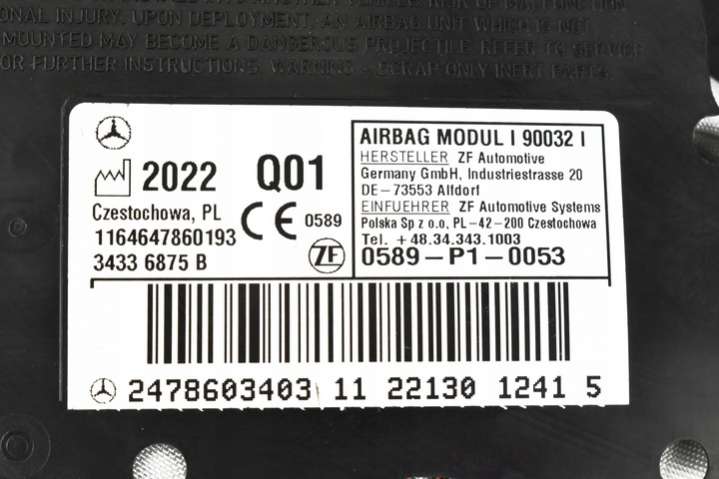 ONAL INJURY. UPON DEPLOYMENT, AN AIRBAG UNIT WHICH IS NOT
MOUNTED MAY BECOME A DANGEROUS PROJECTILE REFER TO SERVICE
FOR FURTHER INSTRUCTIONS. WARNING - SCRAP ONLY INERT PARTS.
2022 Q01
Czestochowa, PL
1164647860193
3433 6875 B
CE 0589
ZF
AIRBAG MODUL I 90032 I
HERSTELLER ZF Automotive
Germany GmbH, Industriestrasse 20
DE-73553 Alfdorf
EINFUEHRER ZF Automotive Systems
Polska Sp z o.o, PL-42-200 Czestochowa
Tel. +48.34.343.1003
0589-P1-0053
2478603403 11 22130 1241 5